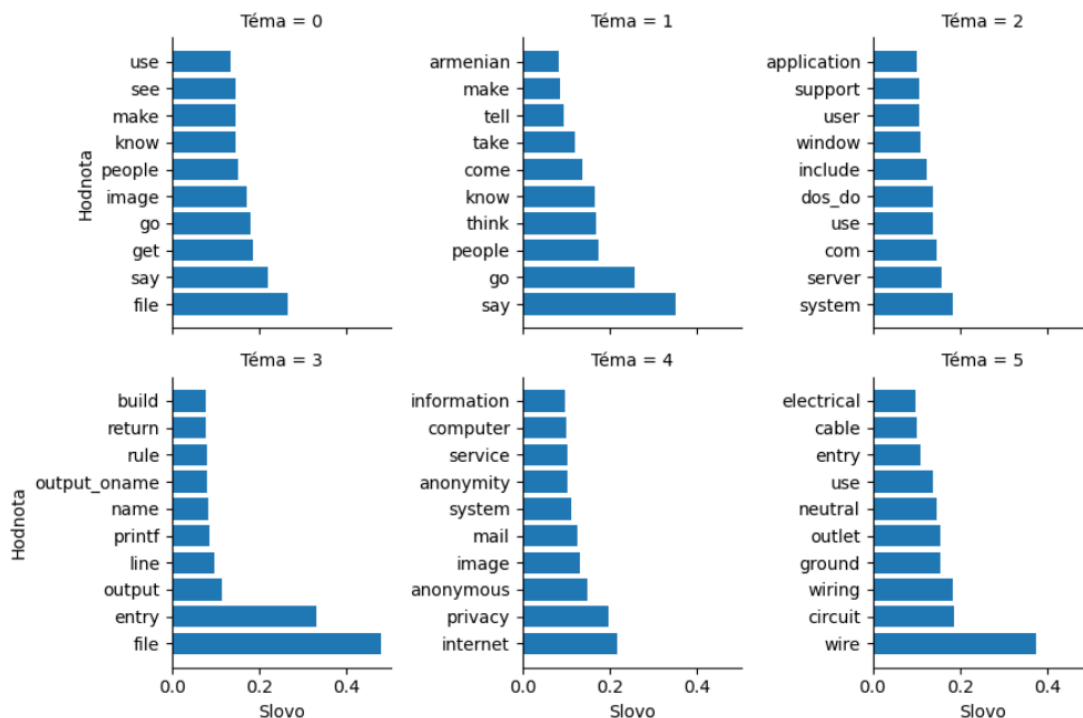 Téma = 0
use
see
make
know
people
image
go
get
say
file
Hodnota
Téma = 1
armenian
make
tell
take
come
know
think
people
go
say
Téma = 2
application
support
user
window
include
dos_do
use
com
server
system
Téma = 3
build
return
rule
output_oname
name
printf
line
output
entry
file
Hodnota
0.0 0.2 0.4
Slovo
Téma = 4
information
computer
service
anonymity
system
mail
image
anonymous
privacy
internet
0.0 0.2 0.4
Slovo
Téma = 5
electrical
cable
entry
use
neutral
outlet
ground
wiring
circuit
wire
0.0 0.2 0.4
Slovo